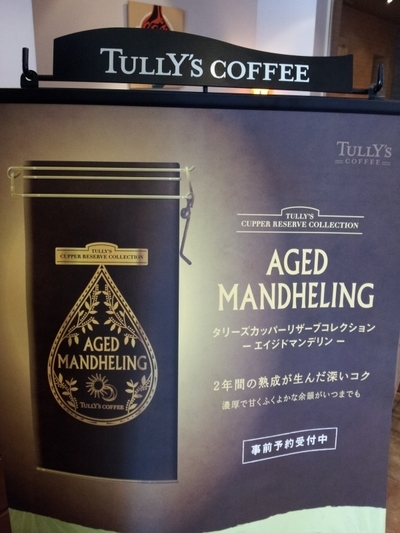 TULLY'S COFFEE
TULLY'S
COFFEE
TULLY'S
CUPPER RESERVE COLLECTION
AGED
MANDHELING
タリーズカッパーリザーブコレクション
ー エイジドマンデリン ー
2年間の熟成が生んだ深いコク
濃厚で甘くふくよかな余韻がいつまでも
事前予約受付中
TULLY'S
CUPPER RESERVE COLLECTION
AGED
MANDHELING
TULLY'S COFFEE